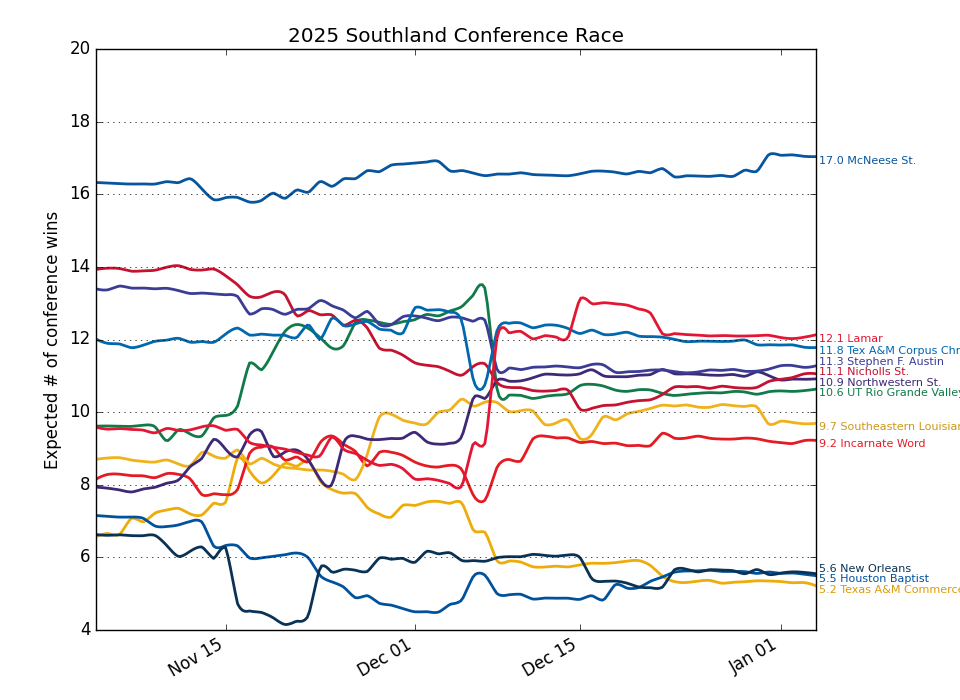 2025 Southland Conference Race
Expected # of conference wins
20
18
16
14
12
10
8
6
4
Nov 15
Dec 01
Dec 15
Jan 01
17.0 McNeese St.
12.1 Lamar
11.8 Tex A&M Corpus Chr
11.3 Stephen F. Austin
11.1 Nicholls St.
10.9 Northwestern St.
10.6 UT Rio Grande Valley
9.7 Southeastern Louisian
9.2 Incarnate Word
5.6 New Orleans
5.5 Houston Baptist
5.2 Texas A&M Commerce